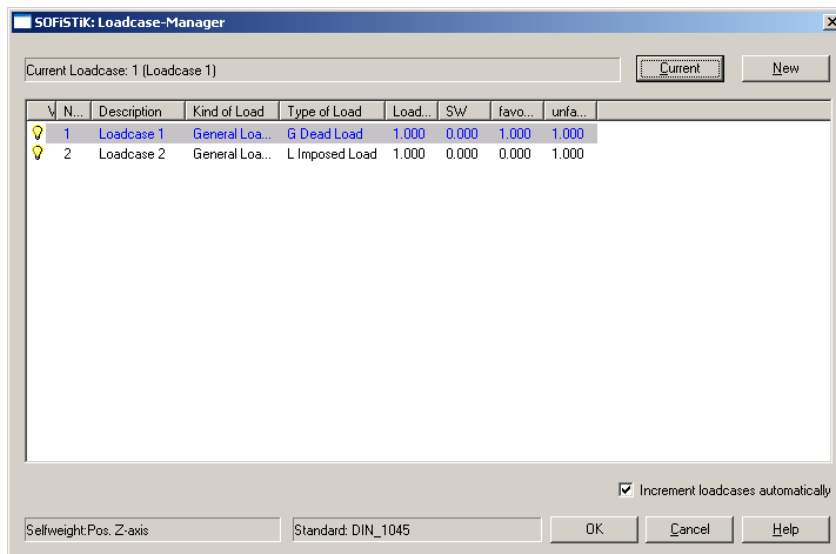 SOFiSTiK: Loadcase-Manager
Current Loadcase: 1 (Loadcase 1) Current New
V N... Description Kind of Load Type of Load Load... SW favo... unfa...
1 Loadcase 1 General Loa... G Dead Load 1.000 0.000 1.000 1.000
2 Loadcase 2 General Loa... L Imposed Load 1.000 0.000 0.000 1.000
Increment loadcases automatically
Selfweight:Pos. Z-axis Standard: DIN_1045 OK Cancel Help